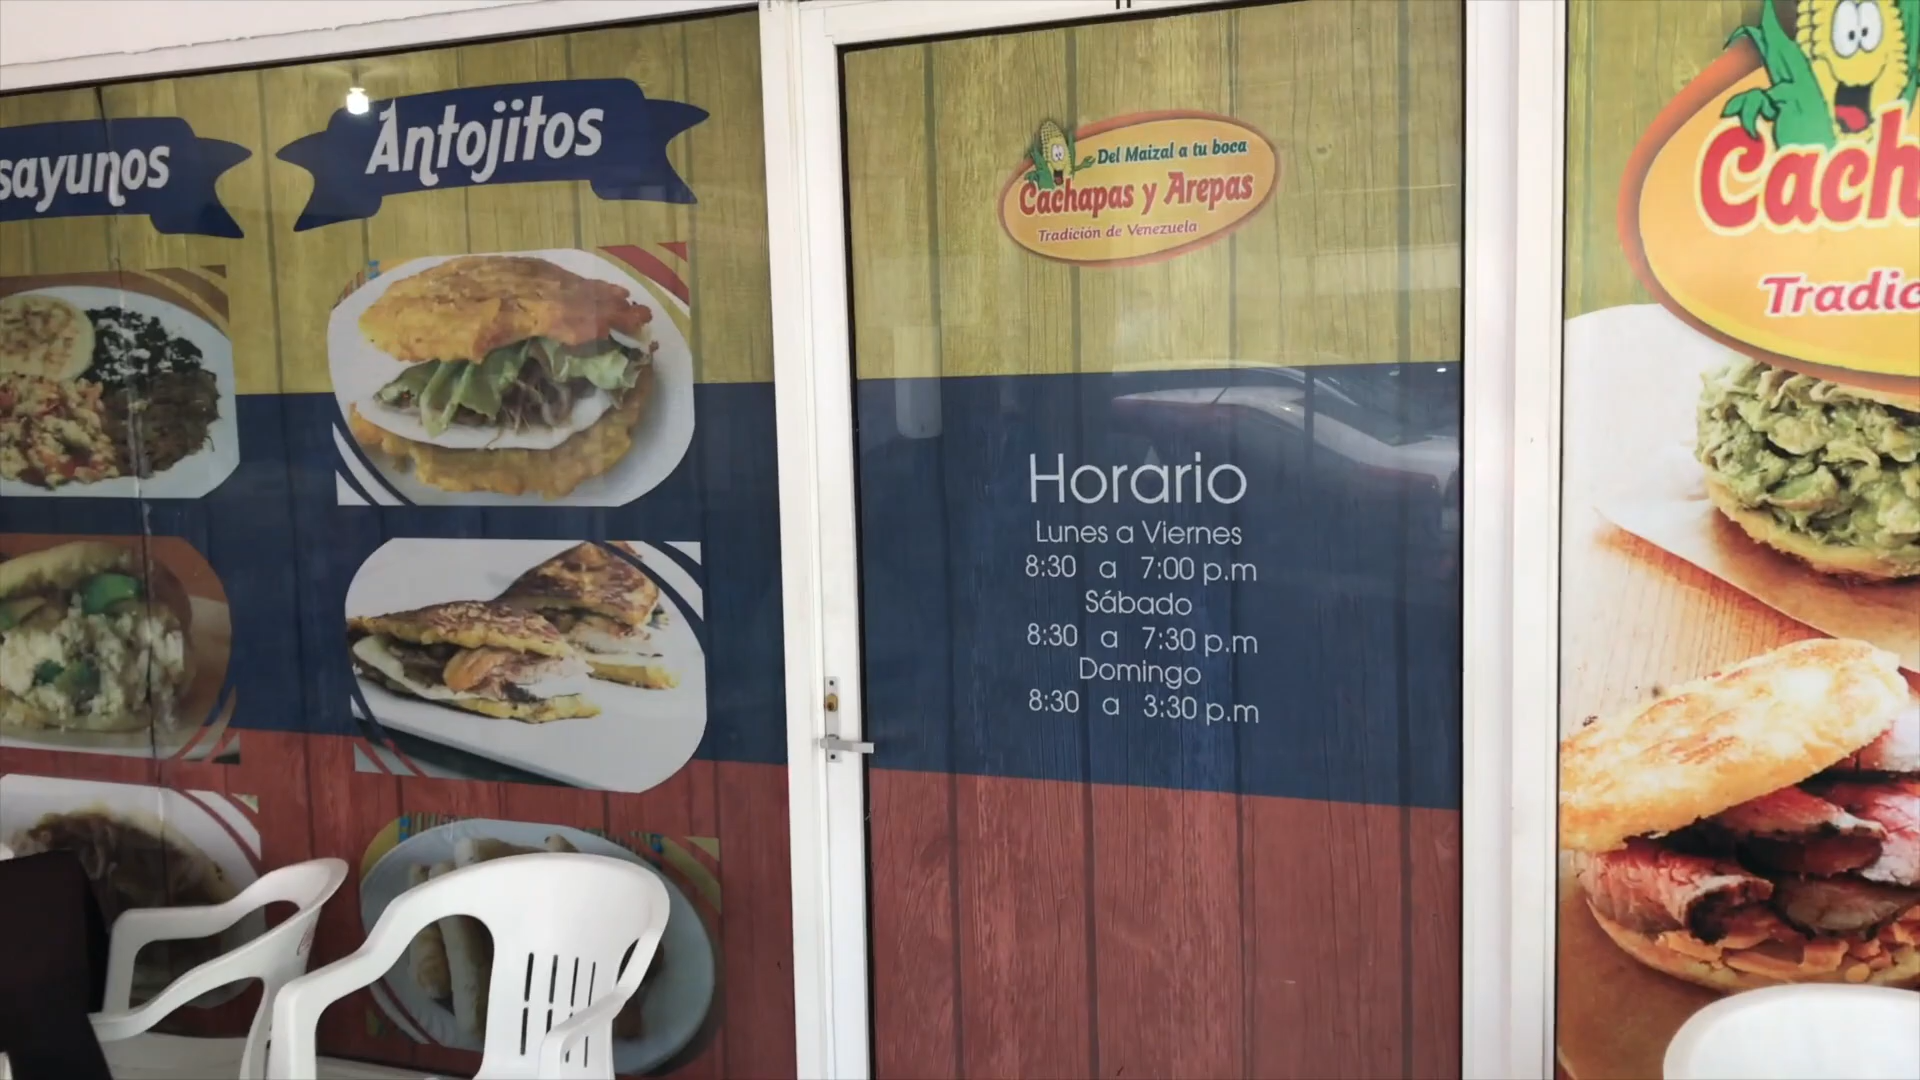 sayunos
Antojitos
Del Maizal a tu boca
Cachapas y Arepas
Tradición de Venezuela
Horario
Lunes a Viernes
8:30 a 7:00 p.m
Sábado
8:30 a 7:30 p.m
Domingo
8:30 a 3:30 p.m
Cach
Tradic